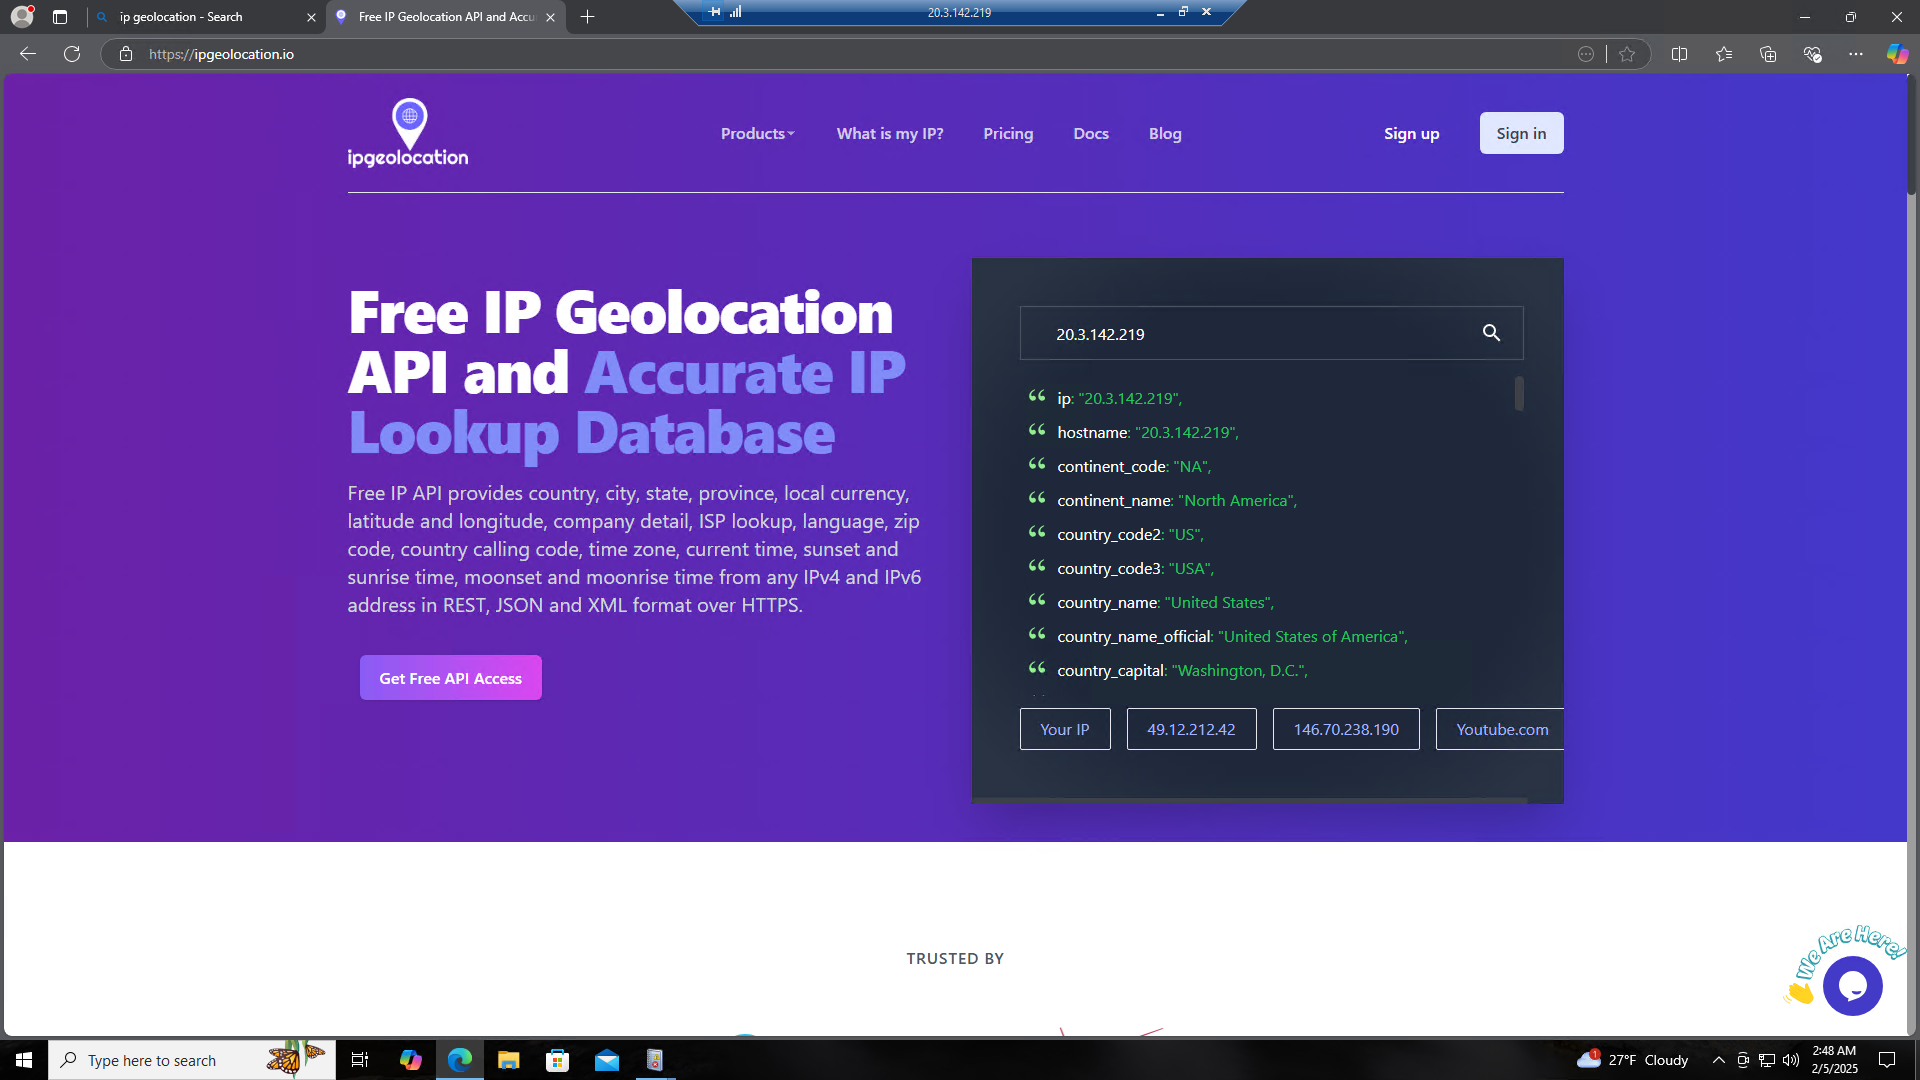 ip geolocation - Search
Free IP Geolocation API and Accu
20.3.142.219
https://ipgeolocation.io
ipgeolocation
Products
What is my IP?
Pricing
Docs
Blog
Sign up
Sign in
Free IP Geolocation
API and Accurate IP
Lookup Database
Free IP API provides country, city, state, province, local currency,
latitude and longitude, company detail, ISP lookup, language, zip
code, country calling code, time zone, current time, sunset and
sunrise time, moonset and moonrise time from any IPv4 and IPv6
address in REST, JSON and XML format over HTTPS.
Get Free API Access
20.3.142.219
ip: "20.3.142.219",
hostname: "20.3.142.219",
continent_code: "NA",
continent_name: "North America",
country_code2: "US",
country_code3: "USA",
country_name: "United States",
country_name_official: "United States of America",
country_capital: "Washington, D.C.",
Your IP
49.12.212.42
146.70.238.190
Youtube.com
TRUSTED BY
We Are Here!
Type here to search
1
27°F Cloudy
2:48 AM
2/5/2025